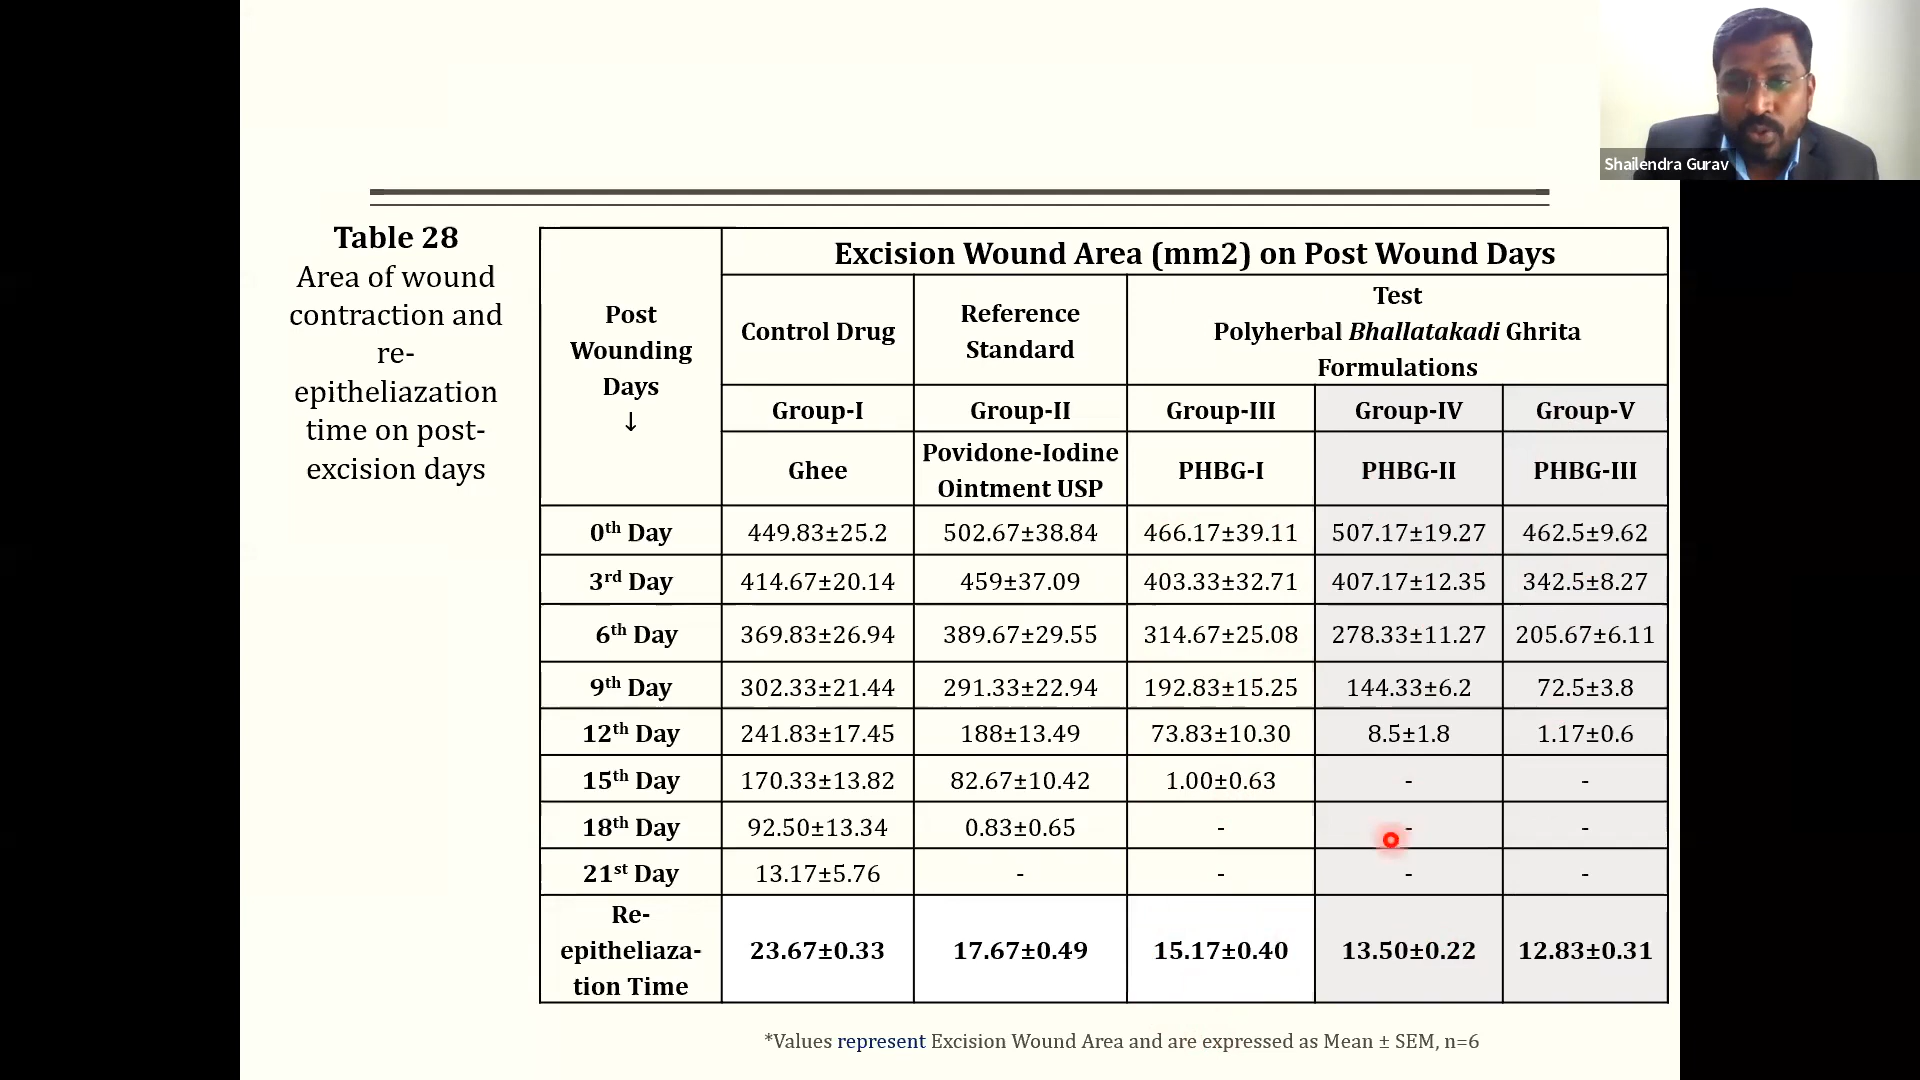 Shailendra Gurav
Table 28
Area of wound
contraction and
re-
epitheliazation
time on post-
excision days
Post
Wounding
Days
↓
Excision Wound Area (mm2) on Post Wound Days
Control Drug
Reference
Standard
Test
Polyherbal Bhallatakadi Ghrita
Formulations
Group-I Group-II Group-III Group-IV Group-V
Ghee
Povidone-Iodine
Ointment USP
PHBG-I PHBG-II PHBG-III
0th Day 449.83±25.2 502.67±38.84 466.17±39.11 507.17±19.27 462.5±9.62
3rd Day 414.67±20.14 459±37.09 403.33±32.71 407.17±12.35 342.5±8.27
6th Day 369.83±26.94 389.67±29.55 314.67±25.08 278.33±11.27 205.67±6.11
9th Day 302.33±21.44 291.33±22.94 192.83±15.25 144.33±6.2 72.5±3.8
12th Day 241.83±17.45 188±13.49 73.83±10.30 8.5±1.8 1.17±0.6
15th Day 170.33±13.82 82.67±10.42 1.00±0.63 - -
18th Day 92.50±13.34 0.83±0.65 - - -
21st Day 13.17±5.76 - - - -
Re-
epitheliaza-
tion Time
23.67±0.33 17.67±0.49 15.17±0.40 13.50±0.22 12.83±0.31
*Values represent Excision Wound Area and are expressed as Mean ± SEM, n=6